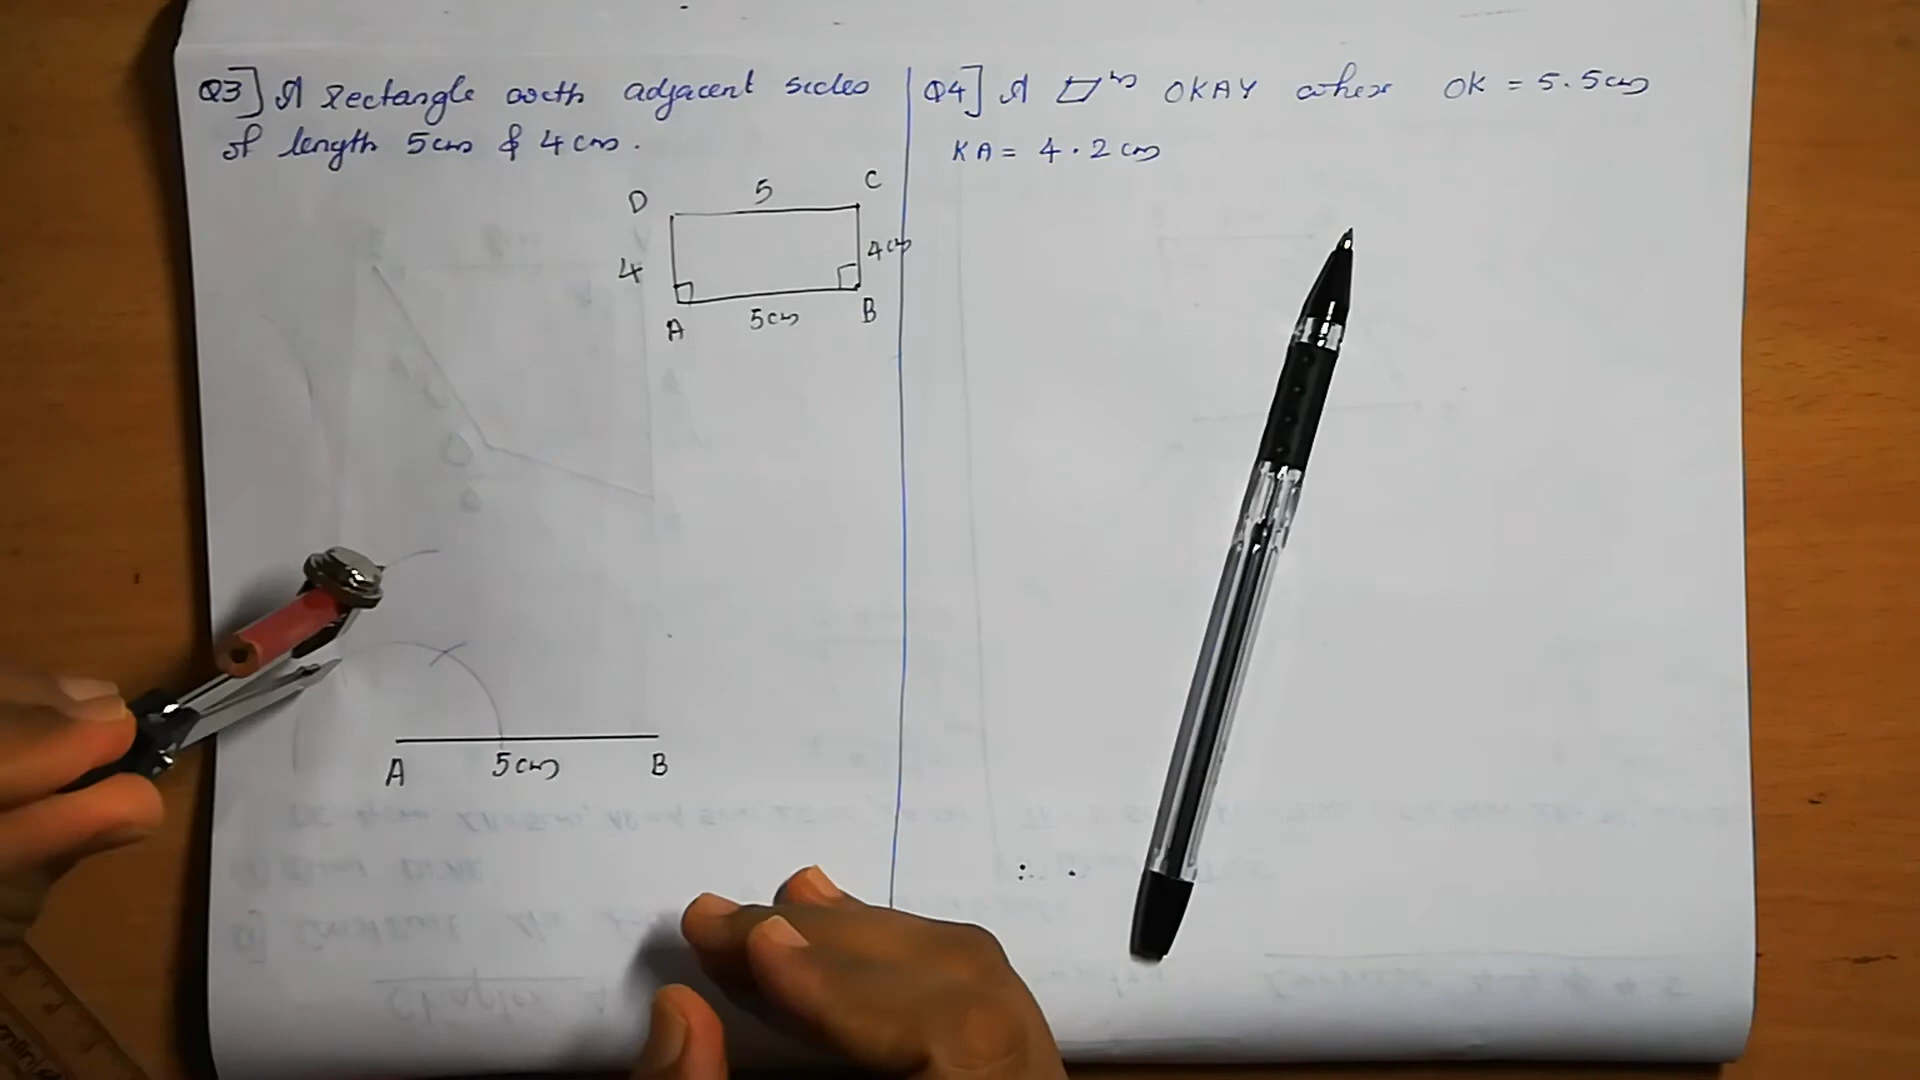 Q3] A Rectangle with adjacent sides
of length 5cm & 4cm.
D 5 C
4 4cm
A 5cm B
A 5cm B
Q4] A ▱m OKAY where OK = 5.5cm
KA = 4.2cm